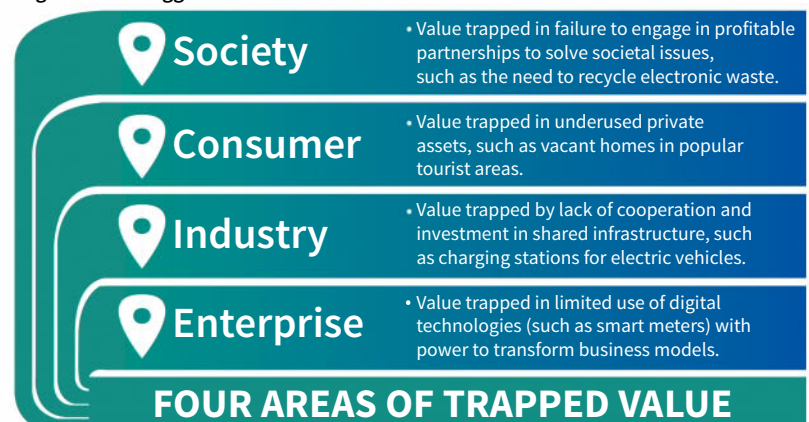 Society
• Value trapped in failure to engage in profitable
partnerships to solve societal issues,
such as the need to recycle electronic waste.
Consumer
• Value trapped in underused private
assets, such as vacant homes in popular
tourist areas.
Industry
• Value trapped by lack of cooperation and
investment in shared infrastructure, such
as charging stations for electric vehicles.
Enterprise
• Value trapped in limited use of digital
technologies (such as smart meters) with
power to transform business models.
FOUR AREAS OF TRAPPED VALUE